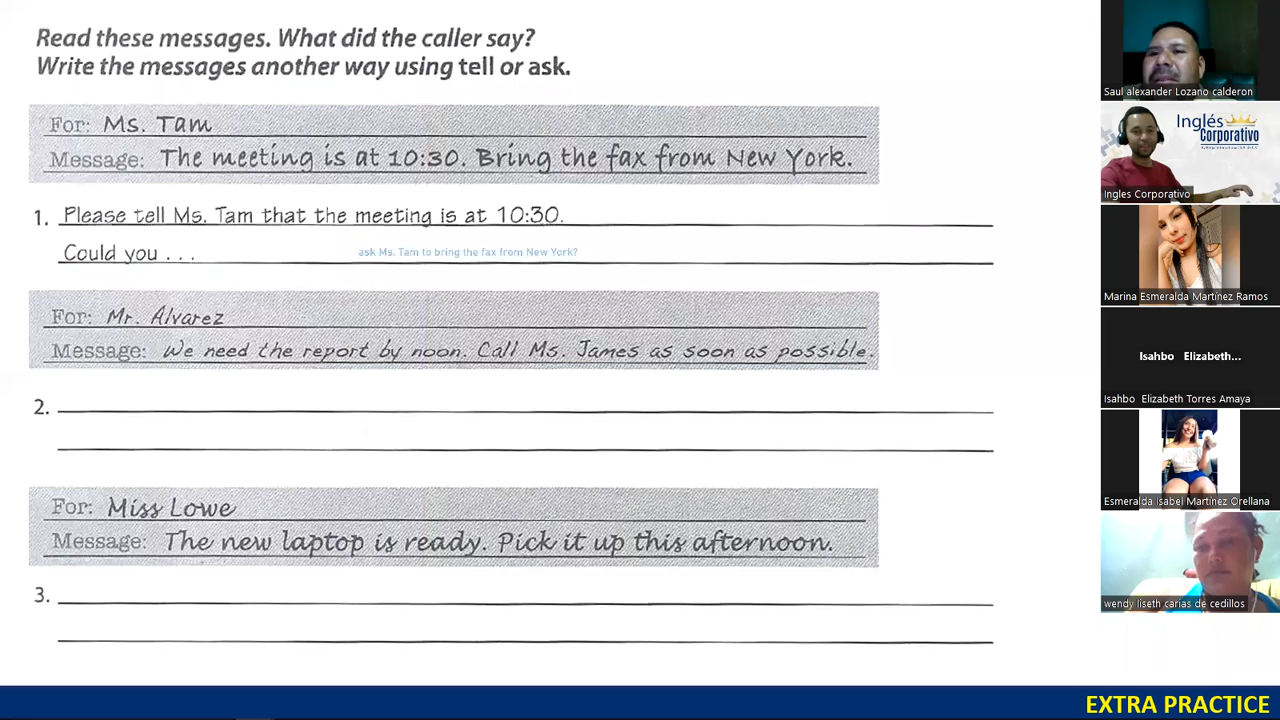 Read these messages. What did the caller say?
Write the messages another way using tell or ask.
For: Ms. Tam
Message: The meeting is at 10:30. Bring the fax from New York.
1. Please tell Ms. Tam that the meeting is at 10:30.
Could you . . . ask Ms. Tam to bring the fax from New York?
For: Mr. Alvarez
Message: We need the report by noon. Call Ms. James as soon as possible.
2.
For: Miss Lowe
Message: The new laptop is ready. Pick it up this afternoon.
3.
EXTRA PRACTICE
Saul alexander Lozano calderon
Inglés
Corporativo
Ingles Corporativo
Marina Esmeralda Martínez Ramos
Isahbo Elizabeth...
Isahbo Elizabeth Torres Amaya
Esmeralda Isabel Martínez Orellana
wendy liseth carias de cedillos